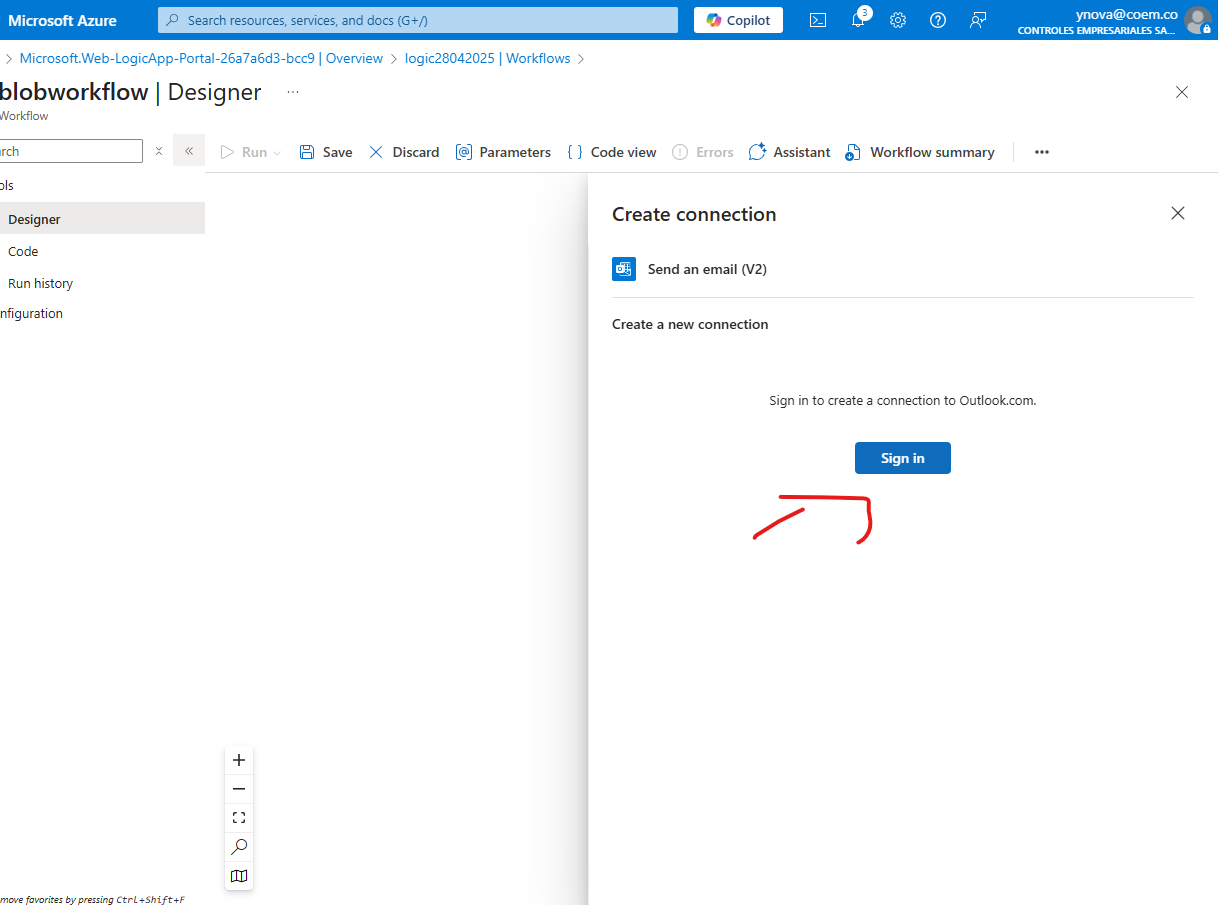 Microsoft Azure
Search resources, services, and docs (G+/)
Copilot
3
ynova@coem.co
CONTROLES EMPRESARIALES SA...
Microsoft.Web-LogicApp-Portal-26a7a6d3-bcc9 | Overview > logic28042025 | Workflows >
blobworkflow | Designer ...
Workflow
rch
Run
Save
Discard
Parameters
Code view
Errors
Assistant
Workflow summary
ols
Designer
Code
Run history
nfiguration
Create connection
Send an email (V2)
Create a new connection
Sign in to create a connection to Outlook.com.
Sign in
move favorites by pressing Ctrl+Shift+F